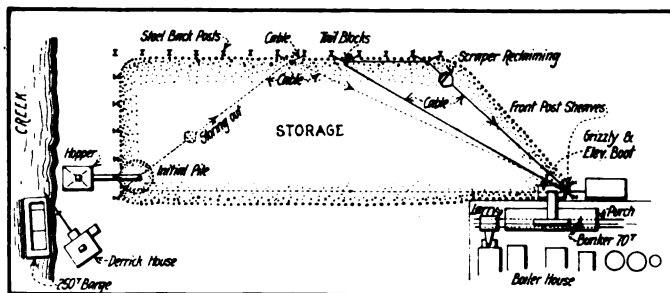 Steel Back Posts
Cable
Tail Blocks
Scraper Reclaiming
Cable
Cable
Front Post Sheaves
CREEK
Storing out
STORAGE
Grizzly &
Elev. Boot
Hopper
Initial Pile
Larry
Porch
Bunker 70T
Derrick House
Boiler House
250T Barge